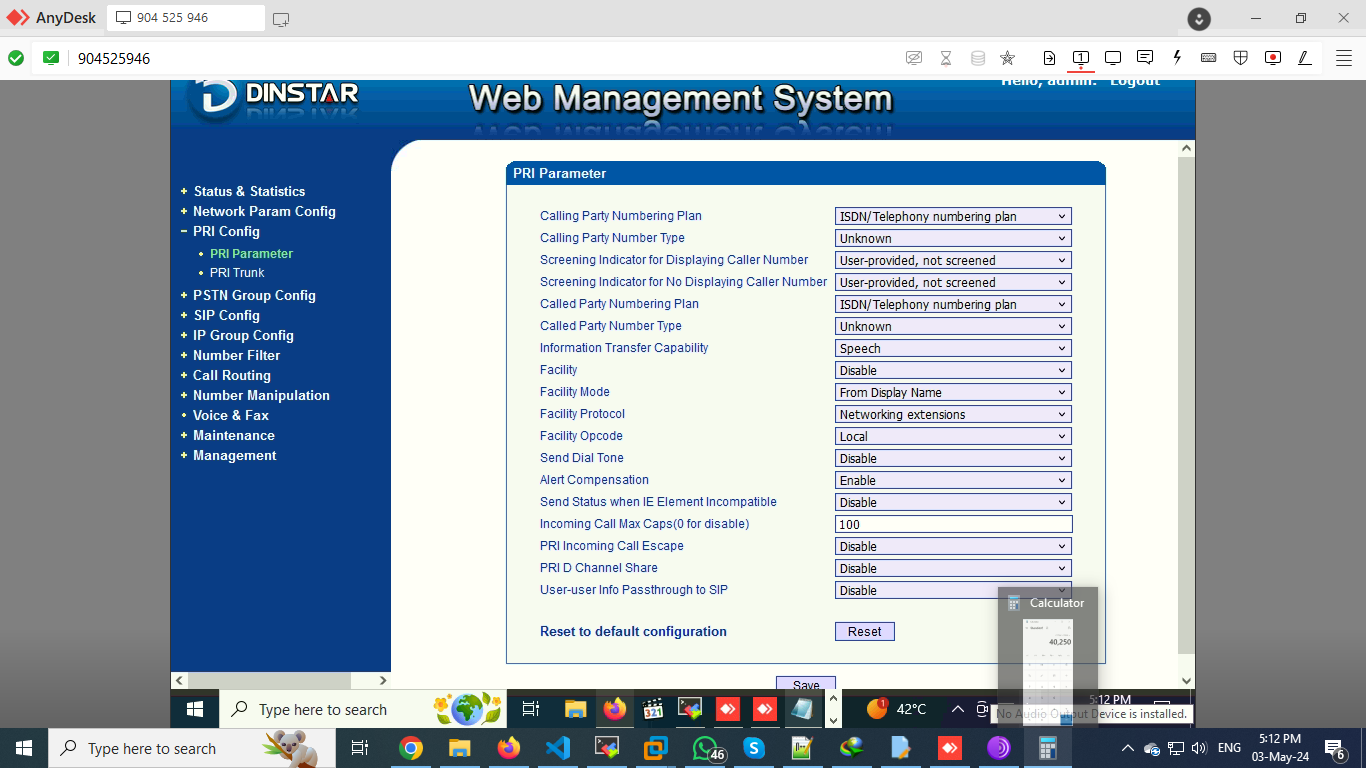 AnyDesk
904 525 946
904525946
1
DINSTAR
Web Management System
Hello, admin! Logout
+ Status & Statistics
+ Network Param Config
− PRI Config
• PRI Parameter
• PRI Trunk
+ PSTN Group Config
+ SIP Config
+ IP Group Config
+ Number Filter
+ Call Routing
+ Number Manipulation
• Voice & Fax
+ Maintenance
+ Management
PRI Parameter
Calling Party Numbering Plan ISDN/Telephony numbering plan
Calling Party Number Type Unknown
Screening Indicator for Displaying Caller Number User-provided, not screened
Screening Indicator for No Displaying Caller Number User-provided, not screened
Called Party Numbering Plan ISDN/Telephony numbering plan
Called Party Number Type Unknown
Information Transfer Capability Speech
Facility Disable
Facility Mode From Display Name
Facility Protocol Networking extensions
Facility Opcode Local
Send Dial Tone Disable
Alert Compensation Enable
Send Status when IE Element Incompatible Disable
Incoming Call Max Caps(0 for disable) 100
PRI Incoming Call Escape Disable
PRI D Channel Share Disable
User-user Info Passthrough to SIP Disable
Reset to default configuration Reset
Save
Calculator
40,250
Type here to search
321
1
42°C
5:12 PM
No Audio Output Device is installed.
Type here to search
46
ENG
5:12 PM
03-May-24
6